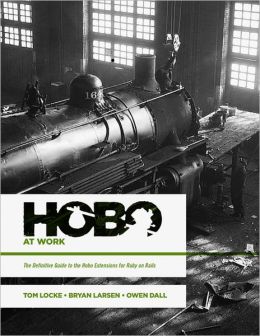 HOBO
AT WORK
The Definitive Guide to the Hobo Extensions for Ruby on Rails
TOM LOCKE • BRYAN LARSEN • OWEN DALL